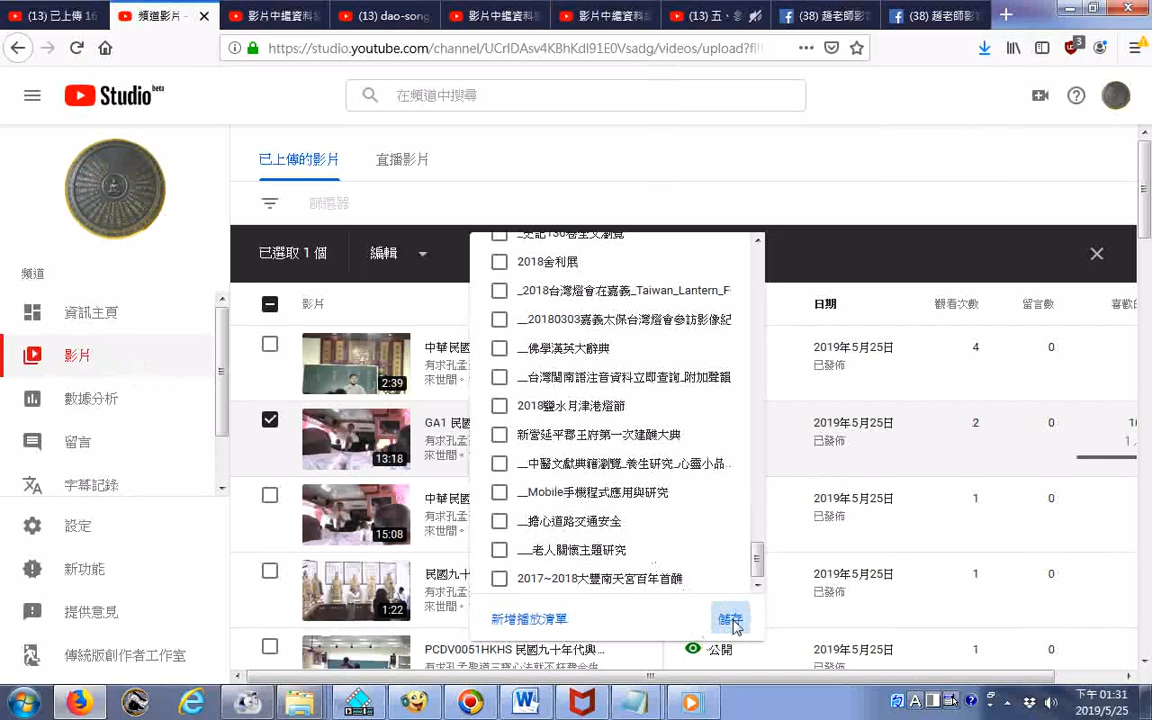 (13) 已上傳 16
頻道影片 -
影片中繼資料
(13) dao-song
影片中繼資料
影片中繼資料
(13) 五、
(38) 趙老師影
(38) 趙老師影
https://studio.youtube.com/channel/UCrIDAsv4KBhKdl91E0Vsadg/videos/upload?fil
3
Studio beta
在頻道中搜尋
頻道
資訊主頁
影片
數據分析
留言
字幕記錄
設定
新功能
提供意見
傳統版創作者工作室
已上傳的影片
直播影片
篩選器
已選取 1 個
編輯
影片
日期
觀看次數
留言數
喜歡的
2:39
中華民國
有求孔孟
來世間。
2019年5月25日
已發佈
4
0
13:18
GA1 民國
有求孔孟
來世間。
2019年5月25日
已發佈
2
0
15:08
中華民國
有求孔孟
來世間。
2019年5月25日
已發佈
1
0
1:22
民國九十
有求孔孟
來世間。
2019年5月25日
已發佈
1
0
PCDV0051HKHS 民國九十年代興...
公開
2019年5月25日
已發佈
1
0
_史記130卷全文瀏覽
2018舍利展
_2018台灣燈會在嘉義_Taiwan_Lantern_F
__20180303嘉義太保台灣燈會參訪影像紀
__佛學漢英大辭典
__台灣閩南語注音資料立即查詢_附加聲韻
2018鹽水月津港燈節
新營延平郡王府第一次建醮大典
__中醫文獻典籍瀏覽_養生研究_心靈小品..
__Mobile手機程式應用與研究
__擔心道路交通安全
___老人關懷主題研究
2017~2018大豐南天宮百年首醮
新增播放清單
儲存
下午 01:31
2019/5/25